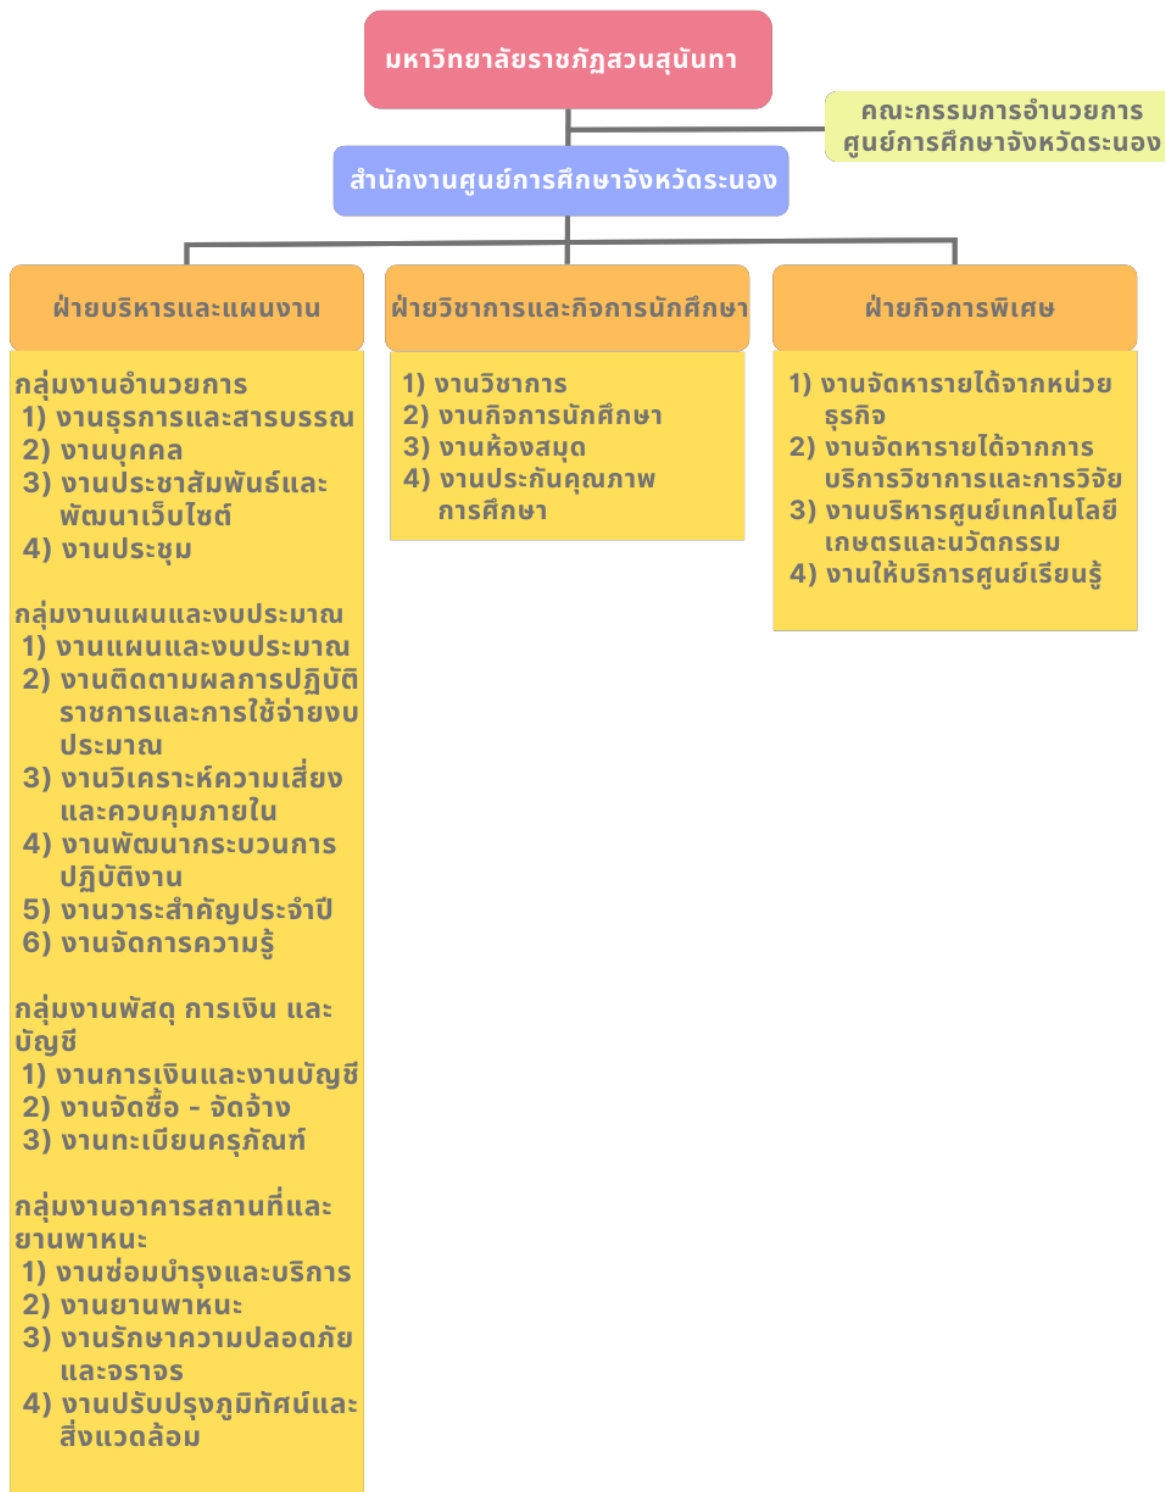 มหาวิทยาลัยราชภัฏสวนสุนันทา
คณะกรรมการอำนวยการ
ศูนย์การศึกษาจังหวัดระนอง
สำนักงานศูนย์การศึกษาจังหวัดระนอง
ฝ่ายบริหารและแผนงาน
กลุ่มงานอำนวยการ
1) งานธุรการและสารบรรณ
2) งานบุคคล
3) งานประชาสัมพันธ์และ
พัฒนาเว็บไซต์
4) งานประชุม
กลุ่มงานแผนและงบประมาณ
1) งานแผนและงบประมาณ
2) งานติดตามผลการปฏิบัติ
ราชการและการใช้จ่ายงบ
ประมาณ
3) งานวิเคราะห์ความเสี่ยง
และควบคุมภายใน
4) งานพัฒนากระบวนการ
ปฏิบัติงาน
5) งานวาระสำคัญประจำปี
6) งานจัดการความรู้
กลุ่มงานพัสดุ การเงิน และ
บัญชี
1) งานการเงินและงานบัญชี
2) งานจัดซื้อ - จัดจ้าง
3) งานทะเบียนครุภัณฑ์
กลุ่มงานอาคารสถานที่และ
ยานพาหนะ
1) งานซ่อมบำรุงและบริการ
2) งานยานพาหนะ
3) งานรักษาความปลอดภัย
และจราจร
4) งานปรับปรุงภูมิทัศน์และ
สิ่งแวดล้อม
ฝ่ายวิชาการและกิจการนักศึกษา
1) งานวิชาการ
2) งานกิจการนักศึกษา
3) งานห้องสมุด
4) งานประกันคุณภาพ
การศึกษา
ฝ่ายกิจการพิเศษ
1) งานจัดหารายได้จากหน่วย
ธุรกิจ
2) งานจัดหารายได้จากการ
บริการวิชาการและการวิจัย
3) งานบริหารศูนย์เทคโนโลยี
เกษตรและนวัตกรรม
4) งานให้บริการศูนย์เรียนรู้